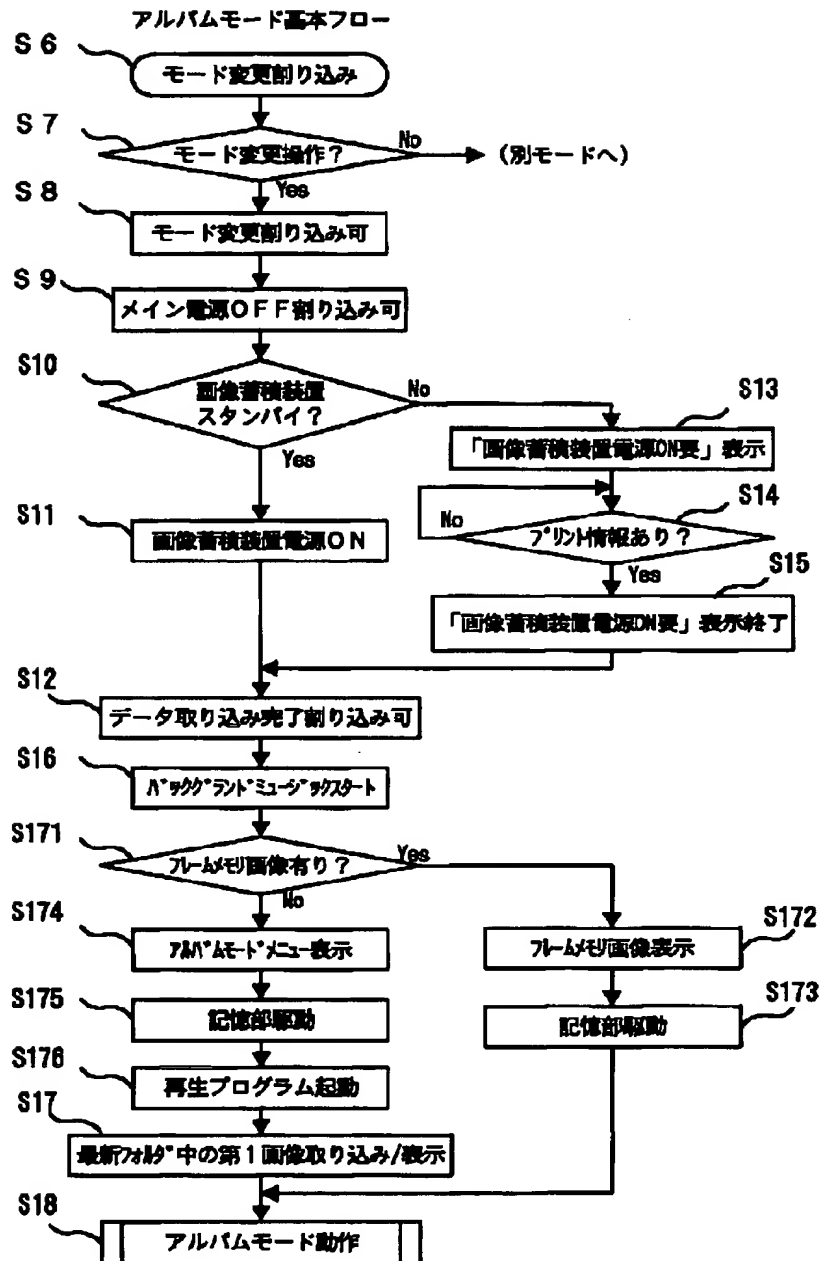 アルバムモード基本フロー
S6
モード変更割り込み
S7
モード変更操作？
No
(別モードへ)
Yes
S8
モード変更割り込み可
S9
メイン電源OFF割り込み可
S10
画像蓄積装置
スタンバイ？
No
Yes
S13
「画像蓄積装置電源ON要」表示
S11
画像蓄積装置電源ON
S14
No
プリント情報あり？
Yes
S15
「画像蓄積装置電源ON要」表示終了
S12
データ取り込み完了割り込み可
S16
バックグランドミュージックスタート
S171
フレームメモリ画像有り？
Yes
No
S174
アルバムモードメニュー表示
S172
フレームメモリ画像表示
S175
記憶部駆動
S173
記憶部駆動
S176
再生プログラム起動
S17
最新フォルダ中の第1画像取り込み/表示
S18
アルバムモード動作